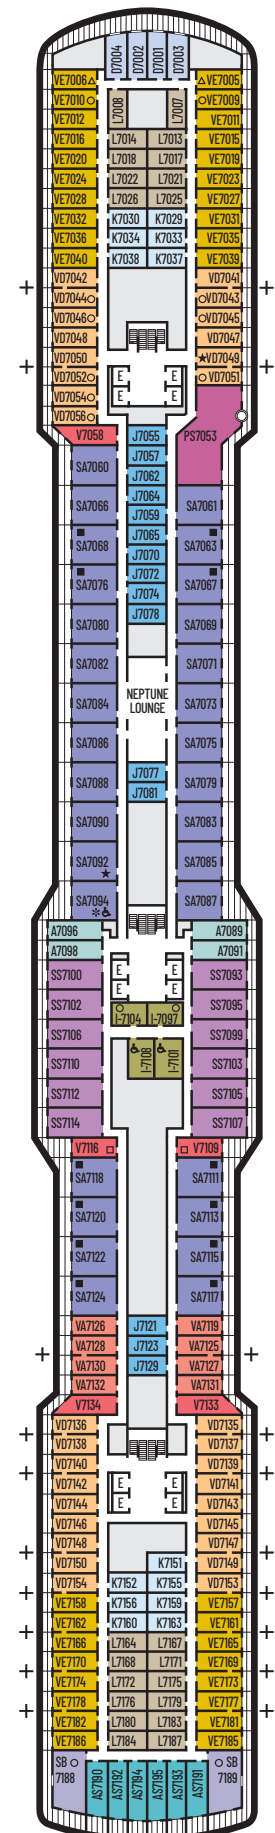 D7004 D7002 D7001 D7003
VE7006 VE7005
VE7010 L7008 L7007 VE7009
VE7012 VE7011
VE7016 L7014 L7013 VE7015
VE7020 L7018 L7017 VE7019
VE7024 L7022 L7021 VE7023
VE7028 L7026 L7025 VE7027
VE7032 K7030 K7029 VE7031
VE7036 K7034 K7033 VE7035
VE7040 K7038 K7037 VE7039
VD7042 VD7041
VD7044 VD7043
VD7046 VD7045
VD7048 VD7047
VD7050 VD7049
VD7052 E E VD7051
VD7054 E E
VD7056
V7058 J7055 PS7053
J7057
SA7060 J7062
J7064
SA7066 J7059 SA7061
J7065
SA7068 J7070 SA7063
J7072
SA7076 J7074 SA7067
J7078
SA7080 SA7069
SA7082 SA7071
SA7084 NEPTUNE SA7073
LOUNGE
SA7086 SA7075
SA7088 J7077 SA7079
J7081
SA7090 SA7083
SA7092 SA7085
SA7094 SA7087
A7096 A7089
A7098 A7091
SS7100 E E SS7093
E E
SS7102 I-7104 I-7097 SS7095
SS7106 SS7099
SS7110 I-7108 I-7101 SS7103
SS7112 SS7105
SS7114 SS7107
V7116 V7109
SA7118 SA7111
SA7120 SA7113
SA7122 SA7115
SA7124 SA7117
VA7126 J7121 VA7119
VA7128 J7123 VA7125
VA7130 J7129 VA7127
VA7132 VA7131
V7134 V7133
VD7136 VD7135
VD7138 VD7137
VD7140 VD7139
VD7142 E E VD7141
VD7144 E E VD7143
VD7146 VD7145
VD7148 VD7147
VD7150 K7151 VD7149
VD7154 K7152 K7155 VD7153
VE7158 K7156 K7159 VE7157
VE7162 K7160 K7163 VE7161
VE7166 L7164 L7167 VE7165
VE7170 L7168 L7171 VE7169
VE7174 L7172 L7175 VE7173
VE7178 L7176 L7179 VE7177
VE7182 L7180 L7183 VE7181
VE7186 L7184 L7187 VE7185
SB SB
7188 7189
AS7190 AS7192 AS7194 AS7195 AS7193 AS7191